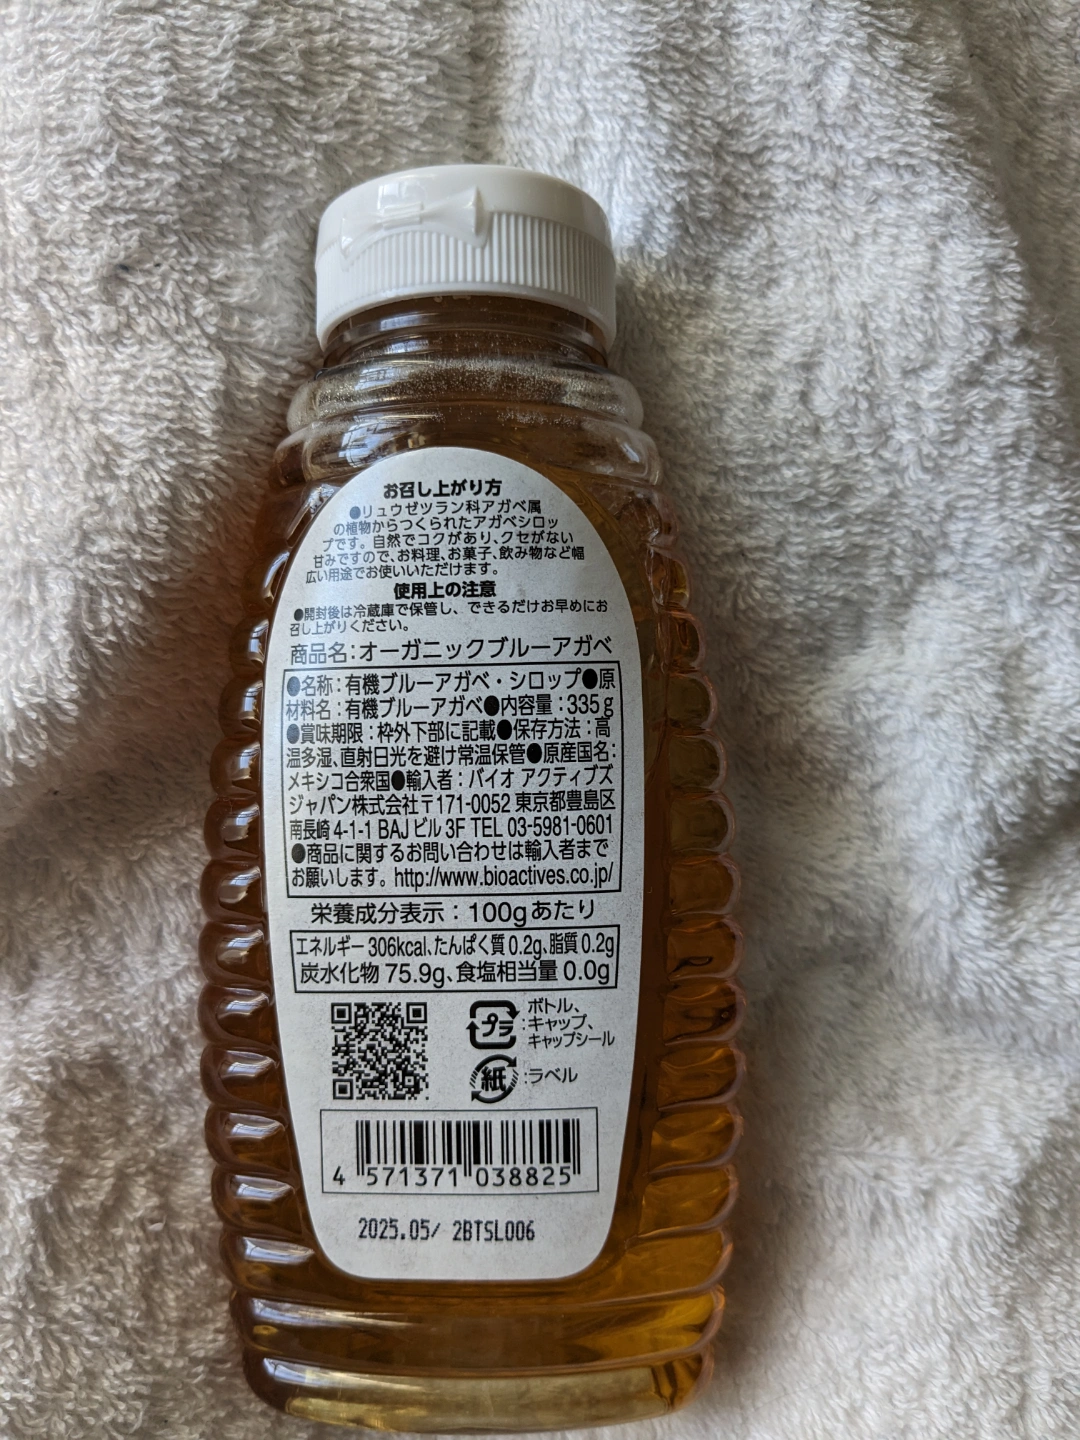 お召し上がり方
●リュウゼツラン科アガベ属
の植物からつくられたアガベシロッ
プです。自然でコクがあり、クセがない
甘みですので、お料理、お菓子、飲み物など幅
広い用途でお使いいただけます。
使用上の注意
●開封後は冷蔵庫で保管し、できるだけお早めにお
召し上がりください。
商品名:オーガニックブルーアガベ
●名称:有機ブルーアガベ・シロップ●原
材料名:有機ブルーアガベ●内容量:335g
●賞味期限:枠外下部に記載●保存方法:高
温多湿、直射日光を避け常温保管●原産国名:
メキシコ合衆国●輸入者:バイオ アクティブズ
ジャパン株式会社〒171-0052 東京都豊島区
南長崎 4-1-1 BAJ ビル 3F TEL 03-5981-0601
●商品に関するお問い合わせは輸入者まで
お願いします。http://www.bioactives.co.jp/
栄養成分表示:100gあたり
エネルギー 306kcal、たんぱく質 0.2g、脂質 0.2g
炭水化物 75.9g、食塩相当量 0.0g
プラ:ボトル、
キャップ、
キャップシール
紙:ラベル
4 571371 038825
2025.05/ 2BTSL006